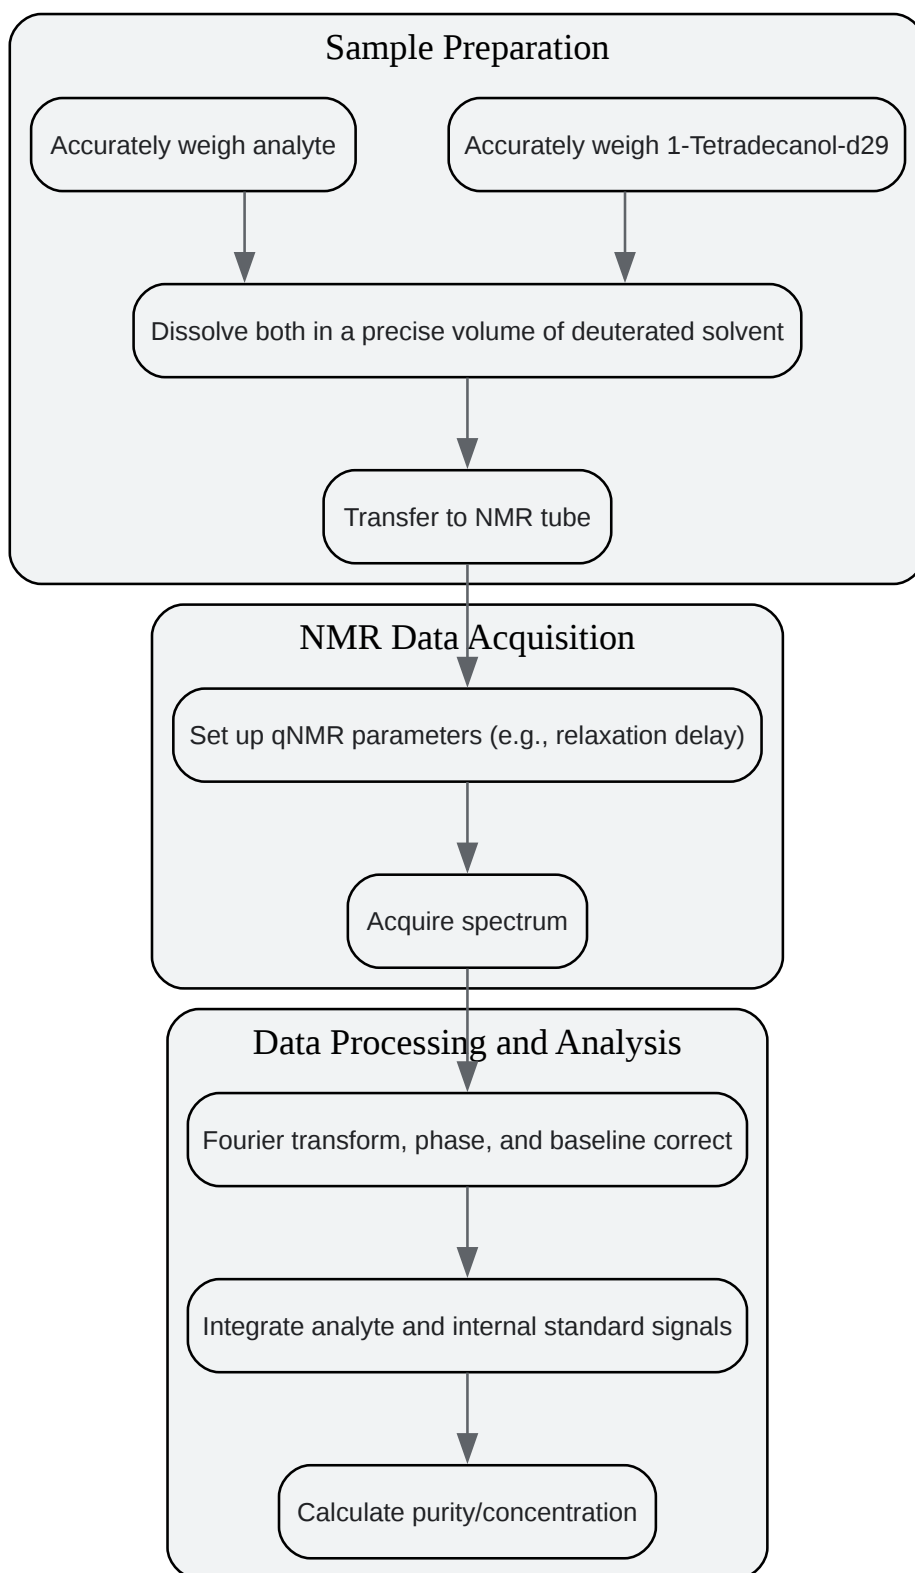 Sample Preparation
Accurately weigh analyte
Accurately weigh 1-Tetradecanol-d29
Dissolve both in a precise volume of deuterated solvent
Transfer to NMR tube
NMR Data Acquisition
Set up qNMR parameters (e.g., relaxation delay)
Acquire spectrum
Data Processing and Analysis
Fourier transform, phase, and baseline correct
Integrate analyte and internal standard signals
Calculate purity/concentration